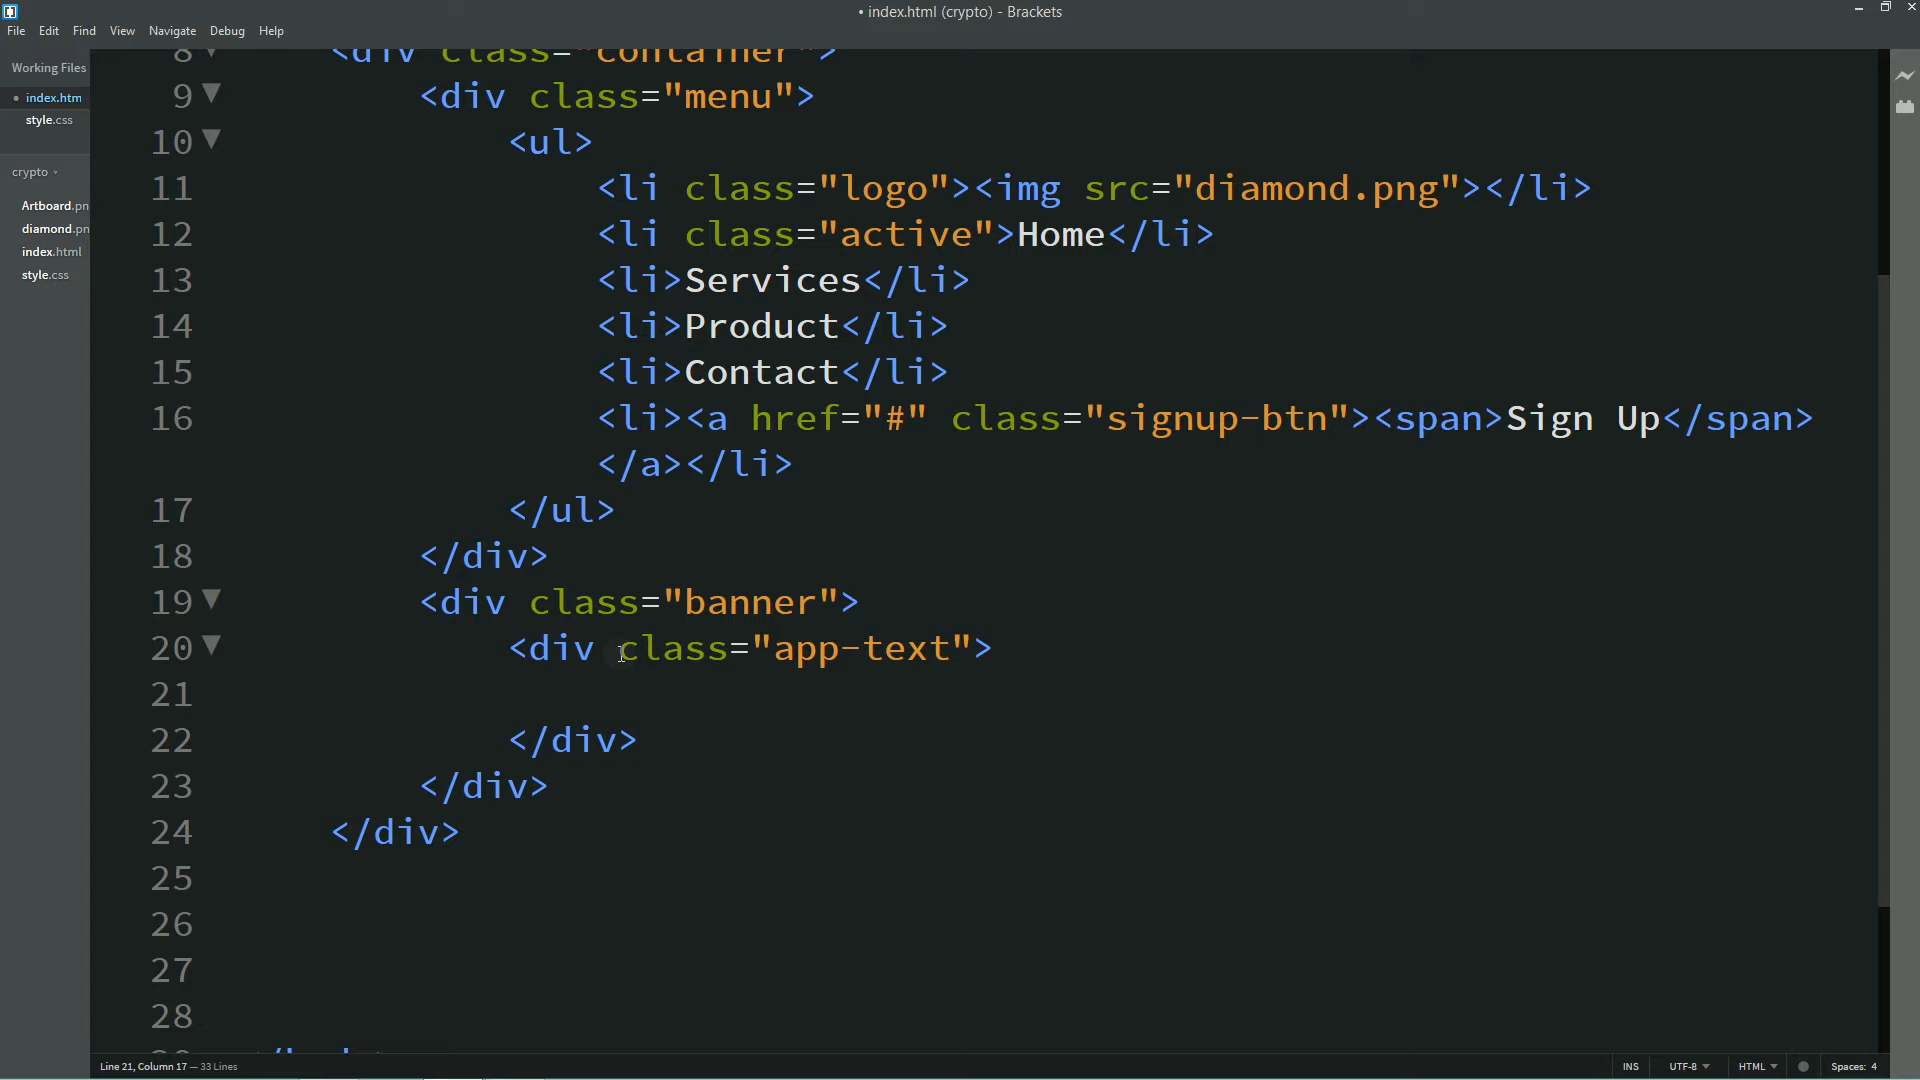 • index.html (crypto) - Brackets
File Edit Find View Navigate Debug Help
Working Files
• index.htm
style.css
crypto
Artboard.pn
diamond.pn
index.html
style.css
8 <div class="container">
9 <div class="menu">
10 <ul>
11 <li class="logo"><img src="diamond.png"></li>
12 <li class="active">Home</li>
13 <li>Services</li>
14 <li>Product</li>
15 <li>Contact</li>
16 <li><a href="#" class="signup-btn"><span>Sign Up</span>
</a></li>
17 </ul>
18 </div>
19 <div class="banner">
20 <div class="app-text">
21
22 </div>
23 </div>
24 </div>
25
26
27
28
Line 21, Column 17 — 33 Lines
INS UTF-8 HTML Spaces: 4